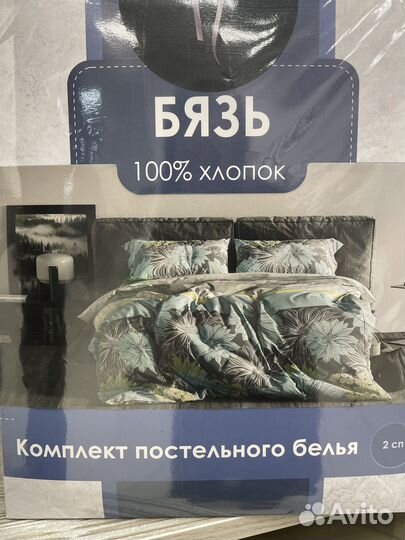 БЯЗЬ
100% ХЛОПОК
Комплект постельного белья
2 сп
Avito